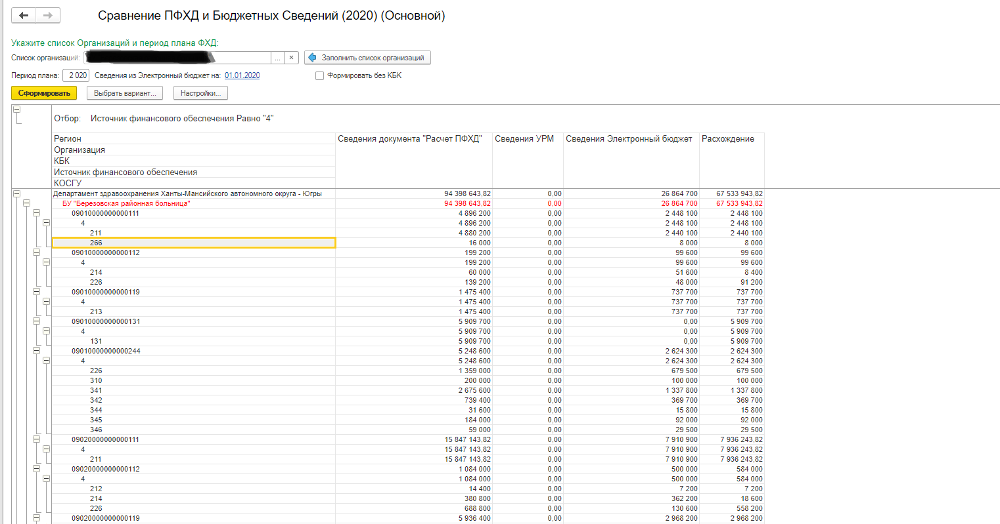 Сравнение ПФХД и Бюджетных Сведений (2020) (Основной)
Укажите список Организаций и период плана ФХД:
Список организаций: ... × Заполнить список организаций
Период плана: 2 020 Сведения из Электронный бюджет на: 01.01.2020 Формировать без КБК
Сформировать Выбрать вариант... Настройки...
Отбор: Источник финансового обеспечения Равно "4"
Регион Сведения документа "Расчет ПФХД" Сведения УРМ Сведения Электронный бюджет Расхождение
Организация
КБК
Источник финансового обеспечения
КОСГУ
Департамент здравоохранения Ханты-Мансийского автономного округа - Югры 94 398 643,82 0,00 26 864 700 67 533 943,82
БУ "Березовская районная больница" 94 398 643,82 0,00 26 864 700 67 533 943,82
09010000000000111 4 896 200 0,00 2 448 100 2 448 100
4 4 896 200 0,00 2 448 100 2 448 100
211 4 880 200 0,00 2 440 100 2 440 100
266 16 000 0,00 8 000 8 000
09010000000000112 199 200 0,00 99 600 99 600
4 199 200 0,00 99 600 99 600
214 60 000 0,00 51 600 8 400
226 139 200 0,00 48 000 91 200
09010000000000119 1 475 400 0,00 737 700 737 700
4 1 475 400 0,00 737 700 737 700
213 1 475 400 0,00 737 700 737 700
09010000000000131 5 909 700 0,00 0,00 5 909 700
4 5 909 700 0,00 0,00 5 909 700
131 5 909 700 0,00 0,00 5 909 700
09010000000000244 5 248 600 0,00 2 624 300 2 624 300
4 5 248 600 0,00 2 624 300 2 624 300
226 1 359 000 0,00 679 500 679 500
310 200 000 0,00 100 000 100 000
341 2 675 600 0,00 1 337 800 1 337 800
342 739 400 0,00 369 700 369 700
344 31 600 0,00 15 800 15 800
345 184 000 0,00 92 000 92 000
346 59 000 0,00 29 500 29 500
09020000000000111 15 847 143,82 0,00 7 910 900 7 936 243,82
4 15 847 143,82 0,00 7 910 900 7 936 243,82
211 15 847 143,82 0,00 7 910 900 7 936 243,82
09020000000000112 1 084 000 0,00 500 000 584 000
4 1 084 000 0,00 500 000 584 000
212 14 400 0,00 7 200 7 200
214 380 800 0,00 362 200 18 600
226 688 800 0,00 130 600 558 200
09020000000000119 5 936 400 0,00 2 968 200 2 968 200